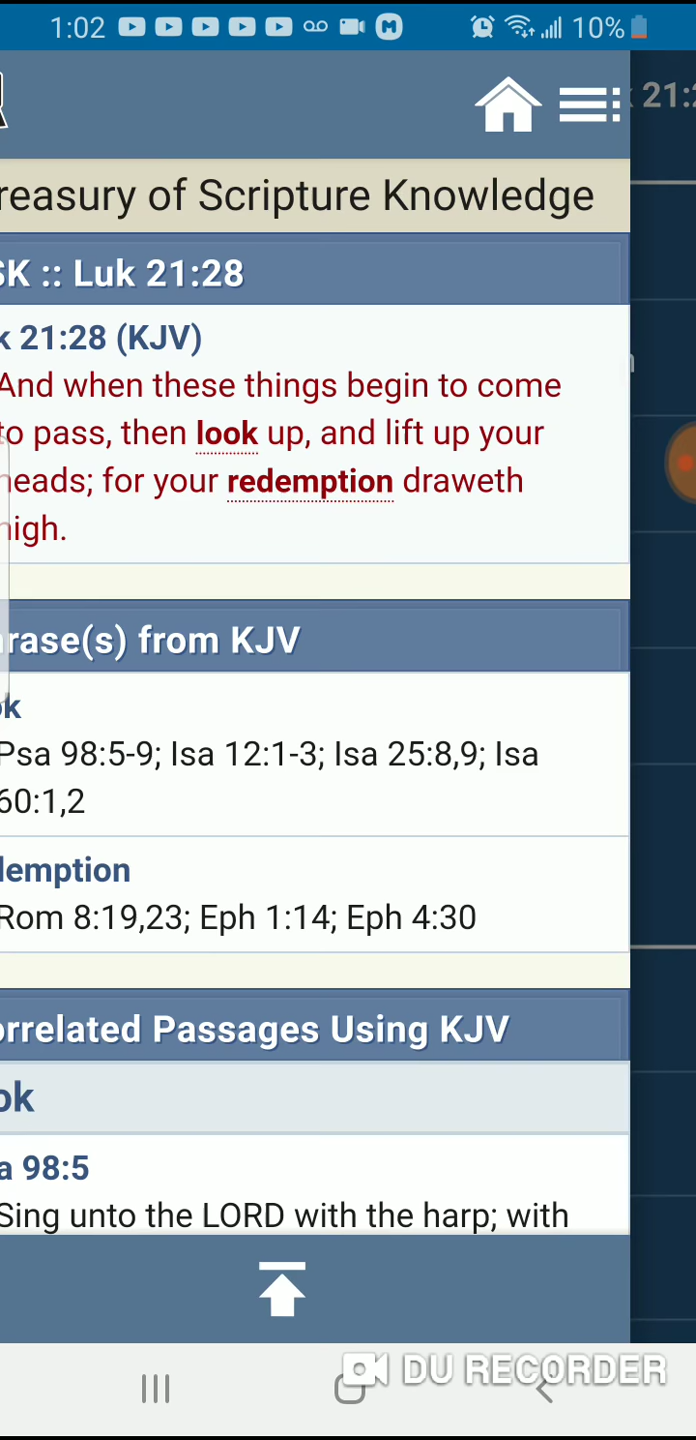 1:02 10%
21:2
reasury of Scripture Knowledge
SK :: Luk 21:28
k 21:28 (KJV)
And when these things begin to come
to pass, then look up, and lift up your
heads; for your redemption draweth
nigh.
rase(s) from KJV
ok
Psa 98:5-9; Isa 12:1-3; Isa 25:8,9; Isa
60:1,2
demption
Rom 8:19,23; Eph 1:14; Eph 4:30
orrelated Passages Using KJV
ok
a 98:5
Sing unto the LORD with the harp; with
DU RECORDER